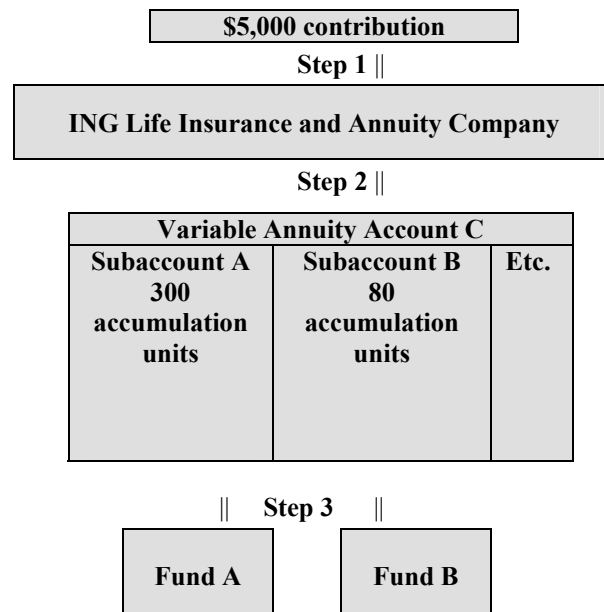 $5,000 contribution
Step 1 ||
ING Life Insurance and Annuity Company
Step 2 ||
Variable Annuity Account C
Subaccount A
300
accumulation
units
Subaccount B
80
accumulation
units
Etc.
|| Step 3 ||
Fund A
Fund B